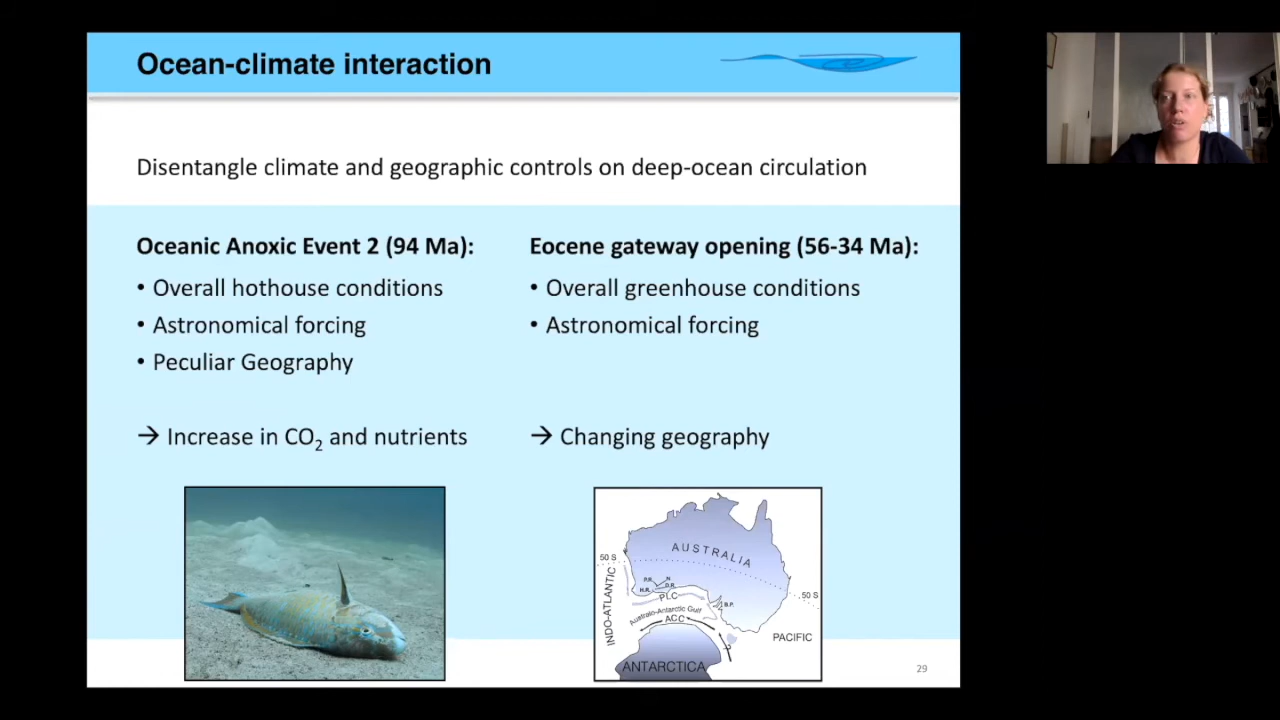 Ocean-climate interaction
Disentangle climate and geographic controls on deep-ocean circulation
Oceanic Anoxic Event 2 (94 Ma):
• Overall hothouse conditions
• Astronomical forcing
• Peculiar Geography
→ Increase in CO₂ and nutrients
Eocene gateway opening (56-34 Ma):
• Overall greenhouse conditions
• Astronomical forcing
→ Changing geography
AUSTRALIA
50 S
50 S
INDO-ATLANTIC
P.R.
N.
D.R.
H.R.
PLC
B.P.
Australo-Antarctic Gulf
ACC
?
PACIFIC
ANTARCTICA
29